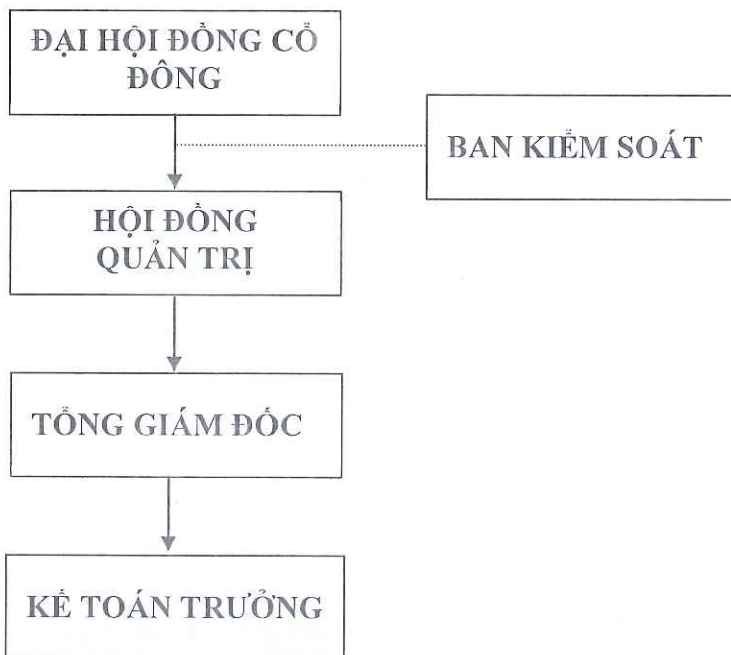 ĐẠI HỘI ĐỒNG CỔ
ĐÔNG
BAN KIỂM SOÁT
HỘI ĐỒNG
QUẢN TRỊ
TỔNG GIÁM ĐỐC
KẾ TOÁN TRƯỞNG